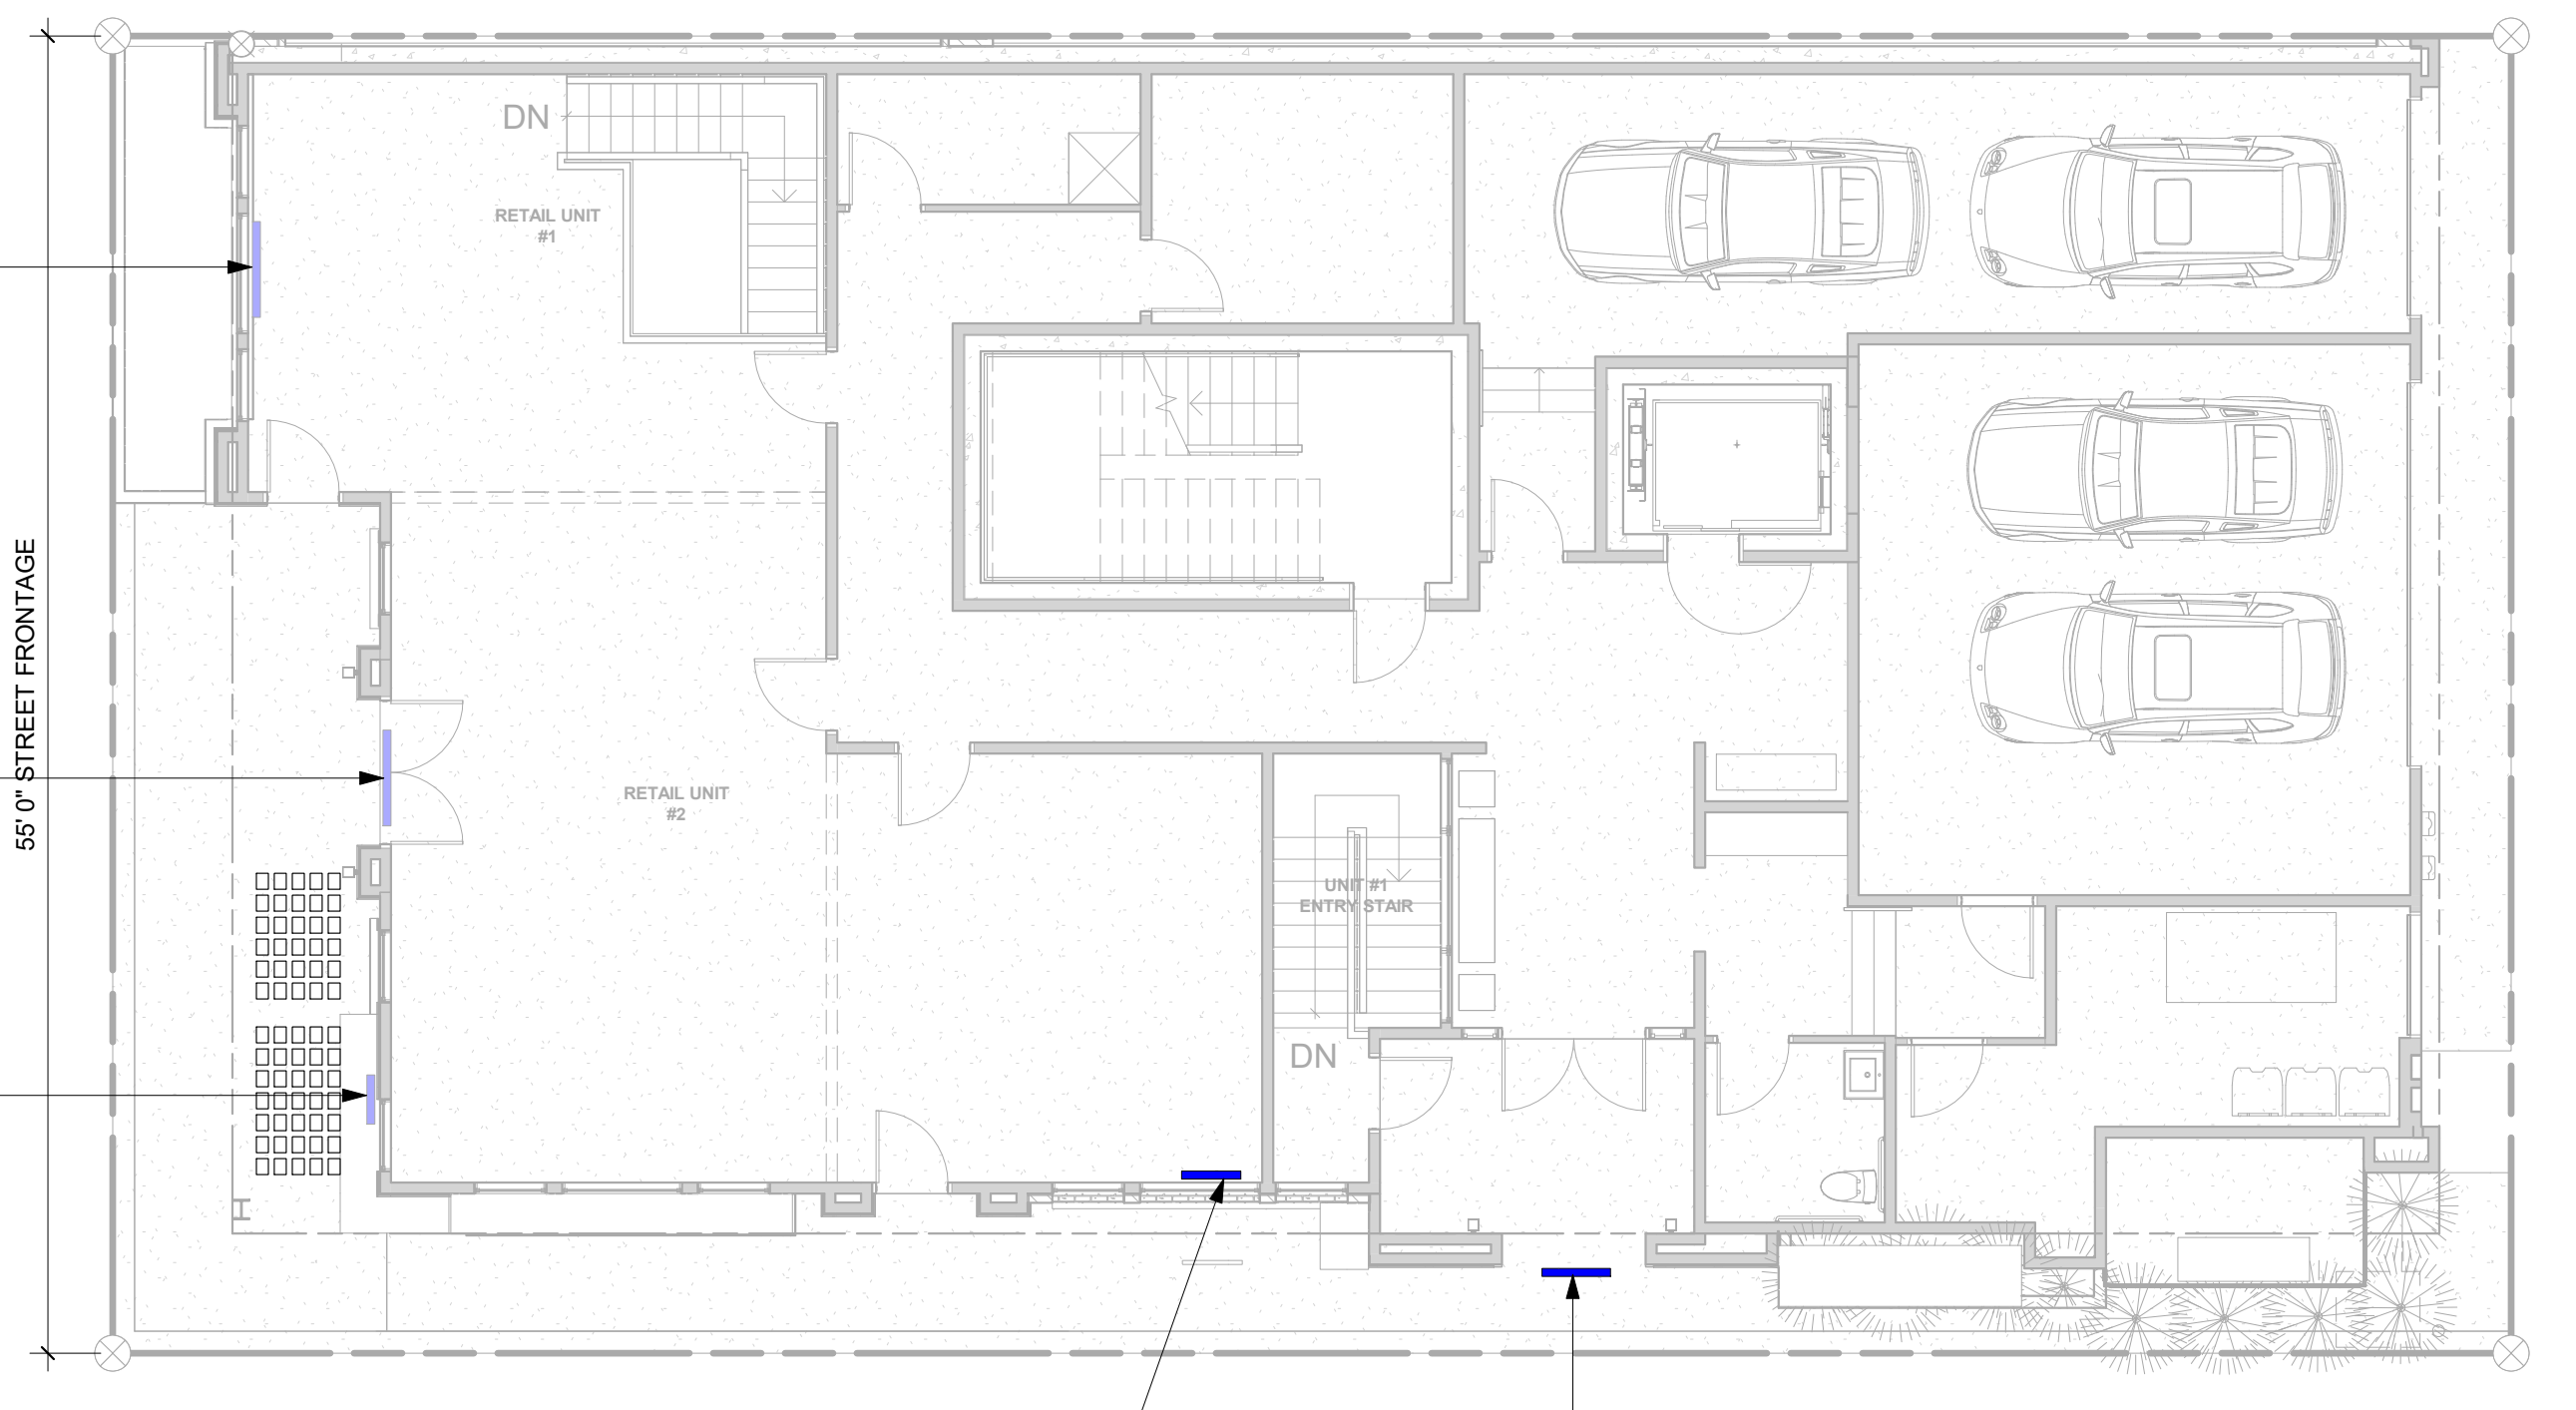 DN
RETAIL UNIT
#1
55' 0" STREET FRONTAGE
RETAIL UNIT
#2
UNIT #1
ENTRY STAIR
DN